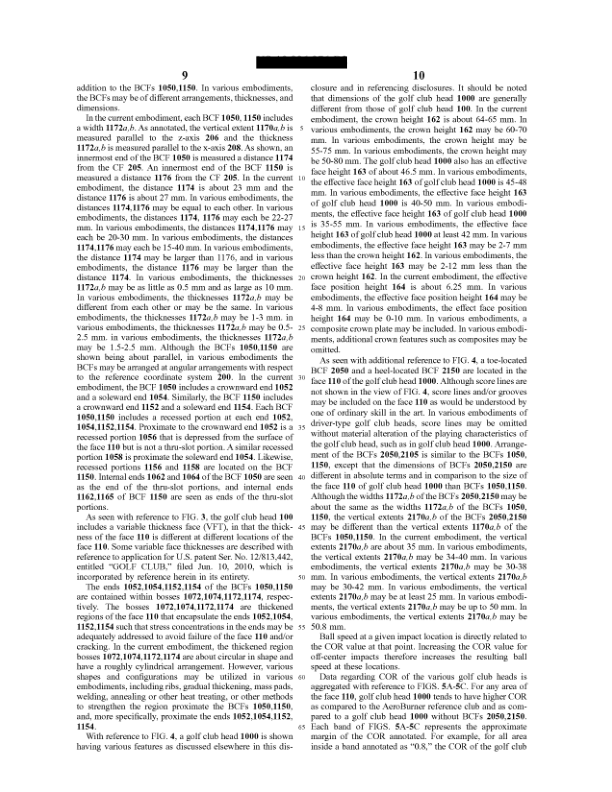 9
addition to the BCFs 1050,1150. In various embodiments,
the BCFs may be of different arrangements, thicknesses, and
dimensions.
In the current embodiment, each BCF 1050, 1150 includes
a width 1172a,b. As annotated, the vertical extent 1170a,b is
measured parallel to the z-axis 206 and the thickness
1172a,b is measured parallel to the x-axis 208. As shown, an
innermost end of the BCF 1050 is measured a distance 1174
from the CF 205. An innermost end of the BCF 1150 is
measured a distance 1176 from the CF 205. In the current
embodiment, the distance 1174 is about 23 mm and the
distance 1176 is about 27 mm. In various embodiments, the
distances 1174,1176 may be equal to each other. In various
embodiments, the distances 1174, 1176 may each be 22-27
mm. In various embodiments, the distances 1174,1176 may
each be 20-30 mm. In various embodiments, the distances
1174,1176 may each be 15-40 mm. In various embodiments,
the distance 1174 may be larger than 1176, and in various
embodiments, the distance 1176 may be larger than the
distance 1174. In various embodiments, the thicknesses
1172a,b may be as little as 0.5 mm and as large as 10 mm.
In various embodiments, the thicknesses 1172a,b may be
different from each other or may be the same. In various
embodiments, the thicknesses 1172a,b may be 1-3 mm. in
various embodiments, the thicknesses 1172a,b may be 0.5-
2.5 mm. in various embodiments, the thicknesses 1172a,b
may be 1.5-2.5 mm. Although the BCFs 1050,1150 are
shown being about parallel, in various embodiments the
BCFs may be arranged at angular arrangements with respect
to the reference coordinate system 200. In the current
embodiment, the BCF 1050 includes a crownward end 1052
and a soleward end 1054. Similarly, the BCF 1150 includes
a crownward end 1152 and a soleward end 1154. Each BCF
1050,1150 includes a recessed portion at each end 1052,
1054,1152,1154. Proximate to the crownward end 1052 is a
recessed portion 1056 that is depressed from the surface of
the face 110 but is not a thru-slot portion. A similar recessed
portion 1058 is proximate the soleward end 1054. Likewise,
recessed portions 1156 and 1158 are located on the BCF
1150. Internal ends 1062 and 1064 of the BCF 1050 are seen
as the end of the thru-slot portions, and internal ends
1162,1165 of BCF 1150 are seen as ends of the thru-slot
portions.
As seen with reference to FIG. 3, the golf club head 100
includes a variable thickness face (VFT), in that the thick-
ness of the face 110 is different at different locations of the
face 110. Some variable face thicknesses are described with
reference to application for U.S. patent Ser. No. 12/813,442,
entitled “GOLF CLUB,” filed Jun. 10, 2010, which is
incorporated by reference herein in its entirety.
The ends 1052,1054,1152,1154 of the BCFs 1050,1150
are contained within bosses 1072,1074,1172,1174, respec-
tively. The bosses 1072,1074,1172,1174 are thickened
regions of the face 110 that encapsulate the ends 1052,1054,
1152,1154 such that stress concentrations in the ends may be
adequately addressed to avoid failure of the face 110 and/or
cracking. In the current embodiment, the thickened region
bosses 1072,1074,1172,1174 are about circular in shape and
have a roughly cylindrical arrangement. However, various
shapes and configurations may be utilized in various
embodiments, including ribs, gradual thickening, mass pads,
welding, annealing or other heat treating, or other methods
to strengthen the region proximate the BCFs 1050,1150,
and, more specifically, proximate the ends 1052,1054,1152,
1154.
With reference to FIG. 4, a golf club head 1000 is shown
having various features as discussed elsewhere in this dis-
5
10
15
20
25
30
35
40
45
50
55
60
65
10
closure and in referencing disclosures. It should be noted
that dimensions of the golf club head 1000 are generally
different from those of golf club head 100. In the current
embodiment, the crown height 162 is about 64-65 mm. In
various embodiments, the crown height 162 may be 60-70
mm. In various embodiments, the crown height may be
55-75 mm. In various embodiments, the crown height may
be 50-80 mm. The golf club head 1000 also has an effective
face height 163 of about 46.5 mm. In various embodiments,
the effective face height 163 of golf club head 1000 is 45-48
mm. In various embodiments, the effective face height 163
of golf club head 1000 is 40-50 mm. In various embodi-
ments, the effective face height 163 of golf club head 1000
is 35-55 mm. In various embodiments, the effective face
height 163 of golf club head 1000 at least 42 mm. In various
embodiments, the effective face height 163 may be 2-7 mm
less than the crown height 162. In various embodiments, the
effective face height 163 may be 2-12 mm less than the
crown height 162. In the current embodiment, the effective
face position height 164 is about 6.25 mm. In various
embodiments, the effective face position height 164 may be
4-8 mm. In various embodiments, the effect face position
height 164 may be 0-10 mm. In various embodiments, a
composite crown plate may be included. In various embodi-
ments, additional crown features such as composites may be
omitted.
As seen with additional reference to FIG. 4, a toe-located
BCF 2050 and a heel-located BCF 2150 are located in the
face 110 of the golf club head 1000. Although score lines are
not shown in the view of FIG. 4, score lines and/or grooves
may be included on the face 110 as would be understood by
one of ordinary skill in the art. In various embodiments of
driver-type golf club heads, score lines may be omitted
without material alteration of the playing characteristics of
the golf club head, such as in golf club head 1000. Arrange-
ment of the BCFs 2050,2105 is similar to the BCFs 1050,
1150, except that the dimensions of BCFs 2050,2150 are
different in absolute terms and in comparison to the size of
the face 110 of golf club head 1000 than BCFs 1050,1150.
Although the widths 1172a,b of the BCFs 2050,2150 may be
about the same as the widths 1172a,b of the BCFs 1050,
1150, the vertical extents 2170a,b of the BCFs 2050,2150
may be different than the vertical extents 1170a,b of the
BCFs 1050,1150. In the current embodiment, the vertical
extents 2170a,b are about 35 mm. In various embodiments,
the vertical extents 2170a,b may be 34-40 mm. In various
embodiments, the vertical extents 2170a,b may be 30-38
mm. In various embodiments, the vertical extents 2170a,b
may be 30-42 mm. In various embodiments, the vertical
extents 2170a,b may be at least 25 mm. In various embodi-
ments, the vertical extents 2170a,b may be up to 50 mm. In
various embodiments, the vertical extents 2170a,b may be
50.8 mm.
Ball speed at a given impact location is directly related to
the COR value at that point. Increasing the COR value for
off-center impacts therefore increases the resulting ball
speed at these locations.
Data regarding COR of the various golf club heads is
aggregated with reference to FIGS. 5A-5C. For any area of
the face 110, golf club head 1000 tends to have higher COR
as compared to the AeroBurner reference club and as com-
pared to a golf club head 1000 without BCFs 2050,2150.
Each band of FIGS. 5A-5C represents the approximate
margin of the COR annotated. For example, for all area
inside a band annotated as “0.8,” the COR of the golf club